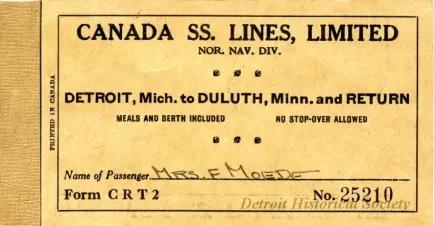 PRINTED IN CANADA
CANADA SS. LINES, LIMITED
NOR. NAV. DIV.
DETROIT, Mich. to DULUTH, Minn. and RETURN
MEALS AND BERTH INCLUDED NO STOP-OVER ALLOWED
Name of Passenger MRS. F MOEDE
Form CRT2 No. 25210
Detroit Historical Society